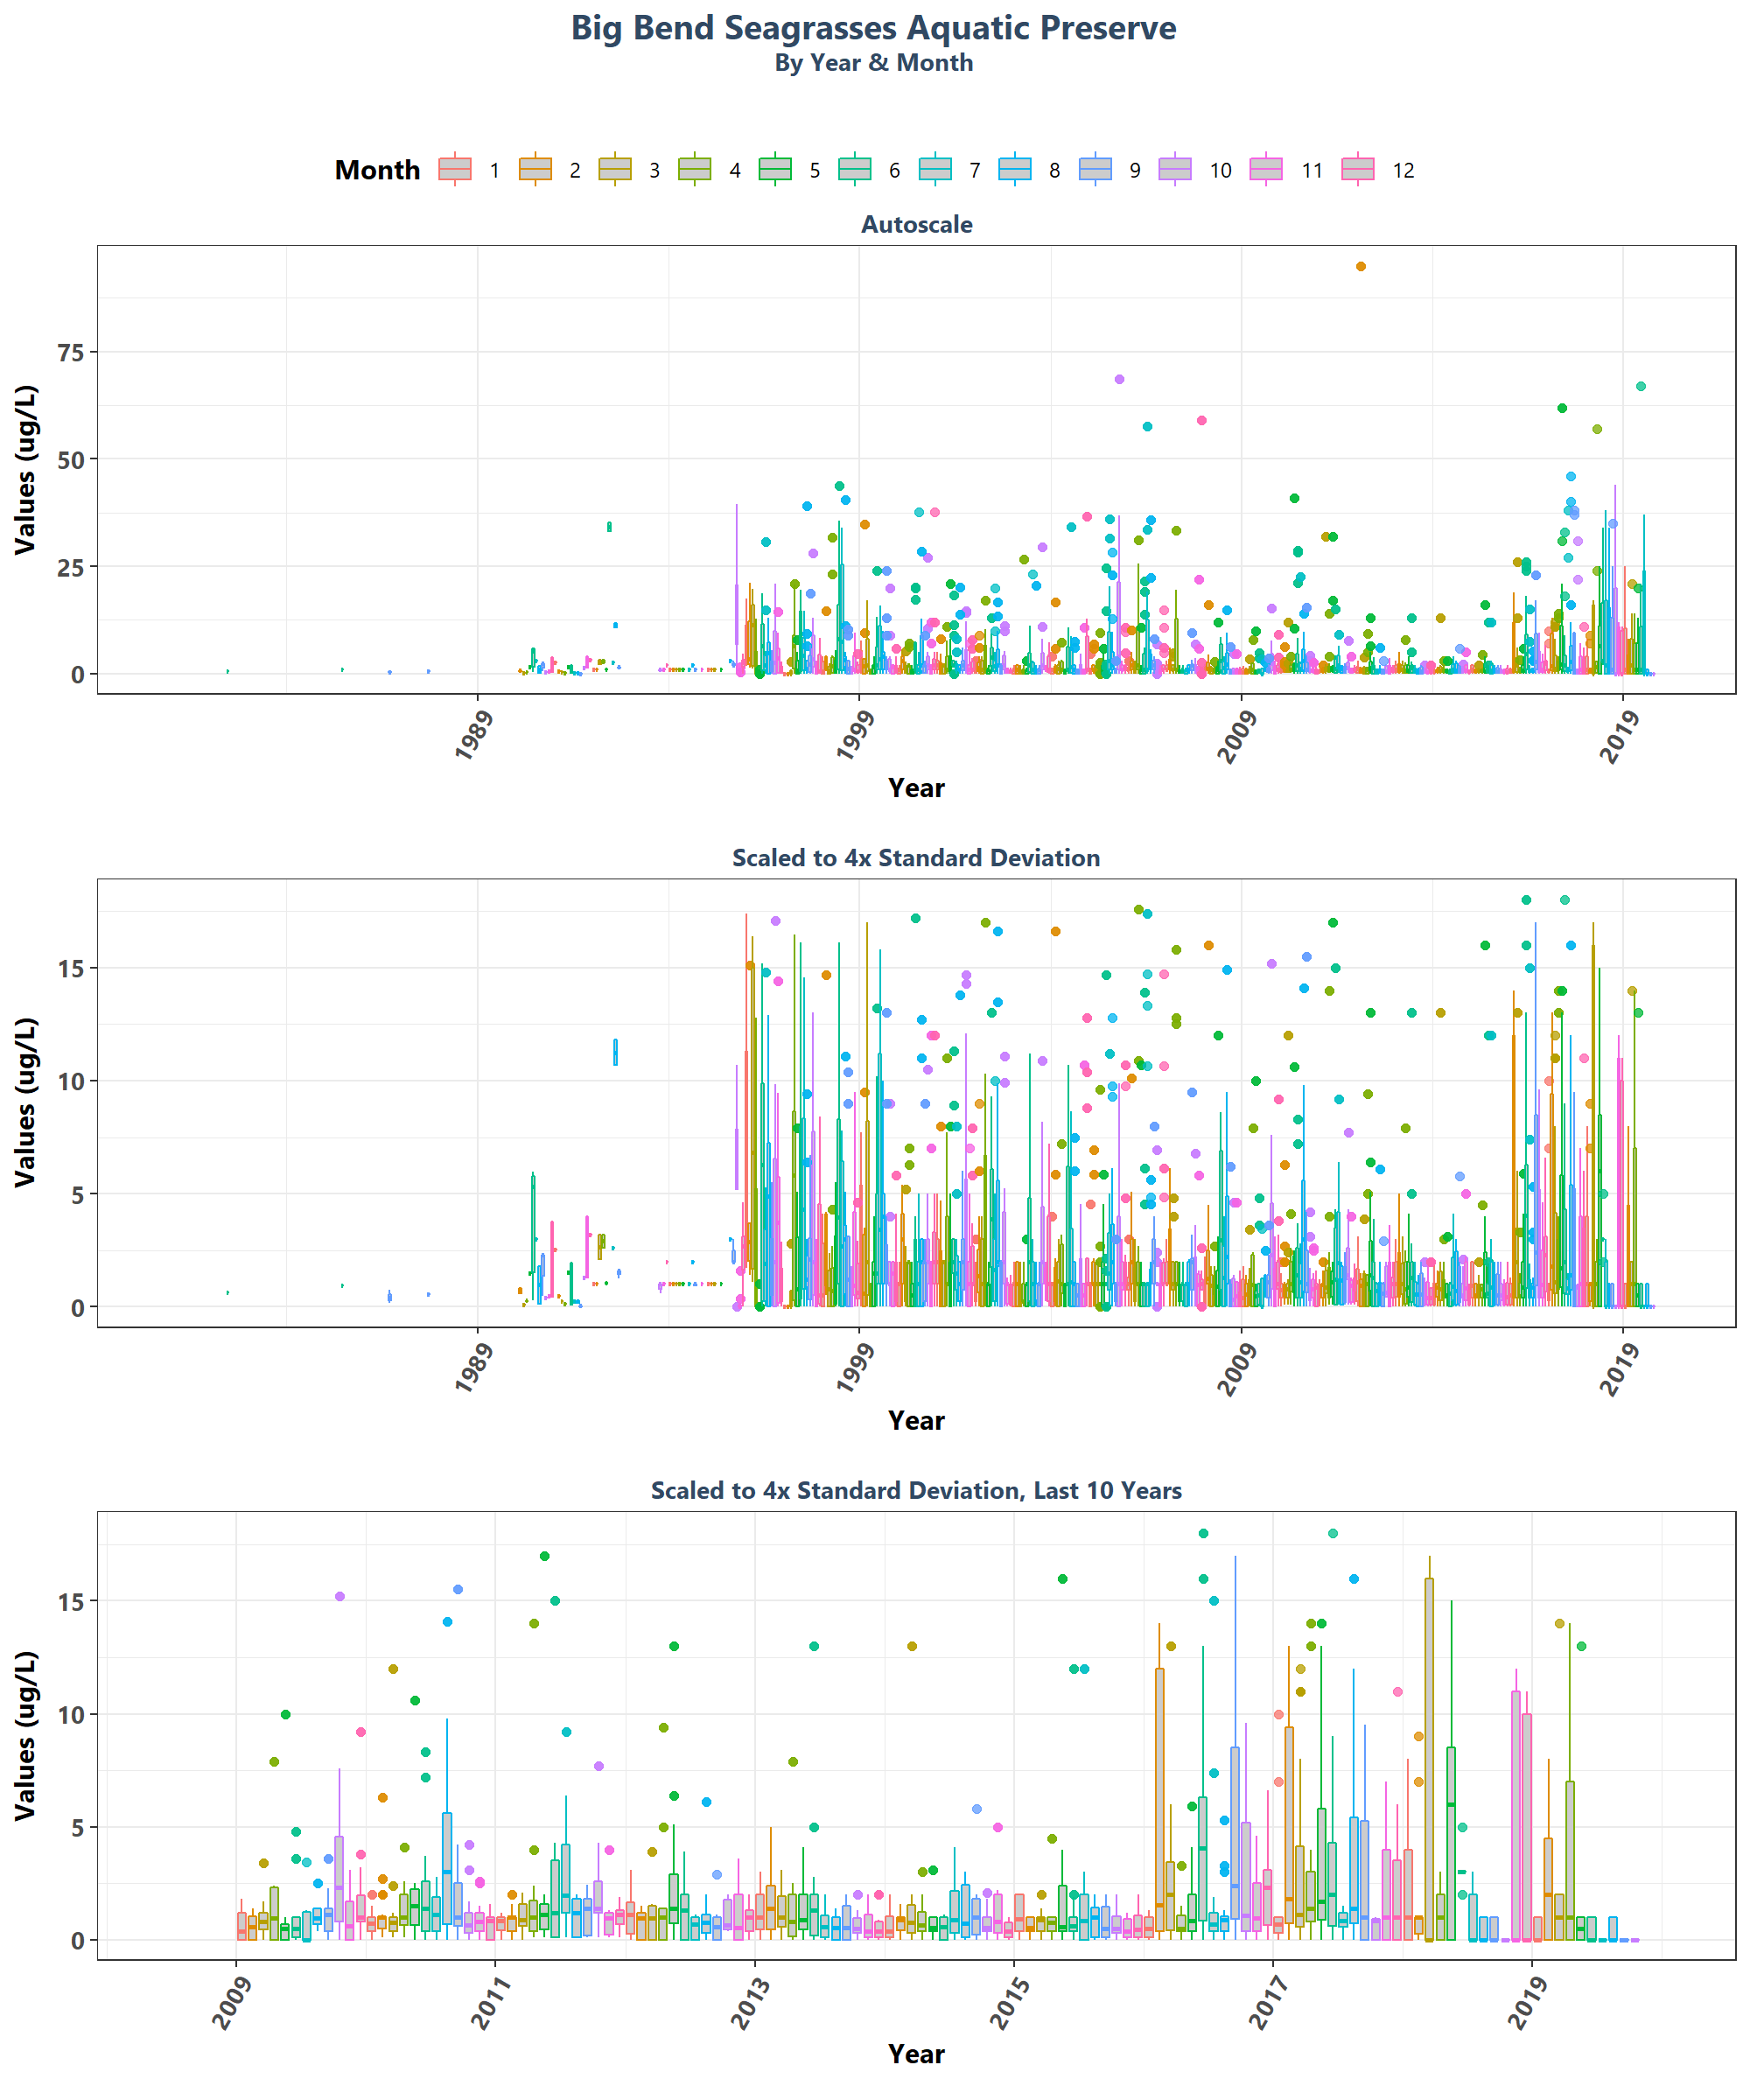 Big Bend Seagrasses Aquatic Preserve
By Year & Month
Month 1 2 3 4 5 6 7 8 9 10 11 12
Autoscale
Values (ug/L)
75
50
25
0
1989 1999 2009 2019
Year
Scaled to 4x Standard Deviation
Values (ug/L)
15
10
5
0
1989 1999 2009 2019
Year
Scaled to 4x Standard Deviation, Last 10 Years
Values (ug/L)
15
10
5
0
2009 2011 2013 2015 2017 2019
Year